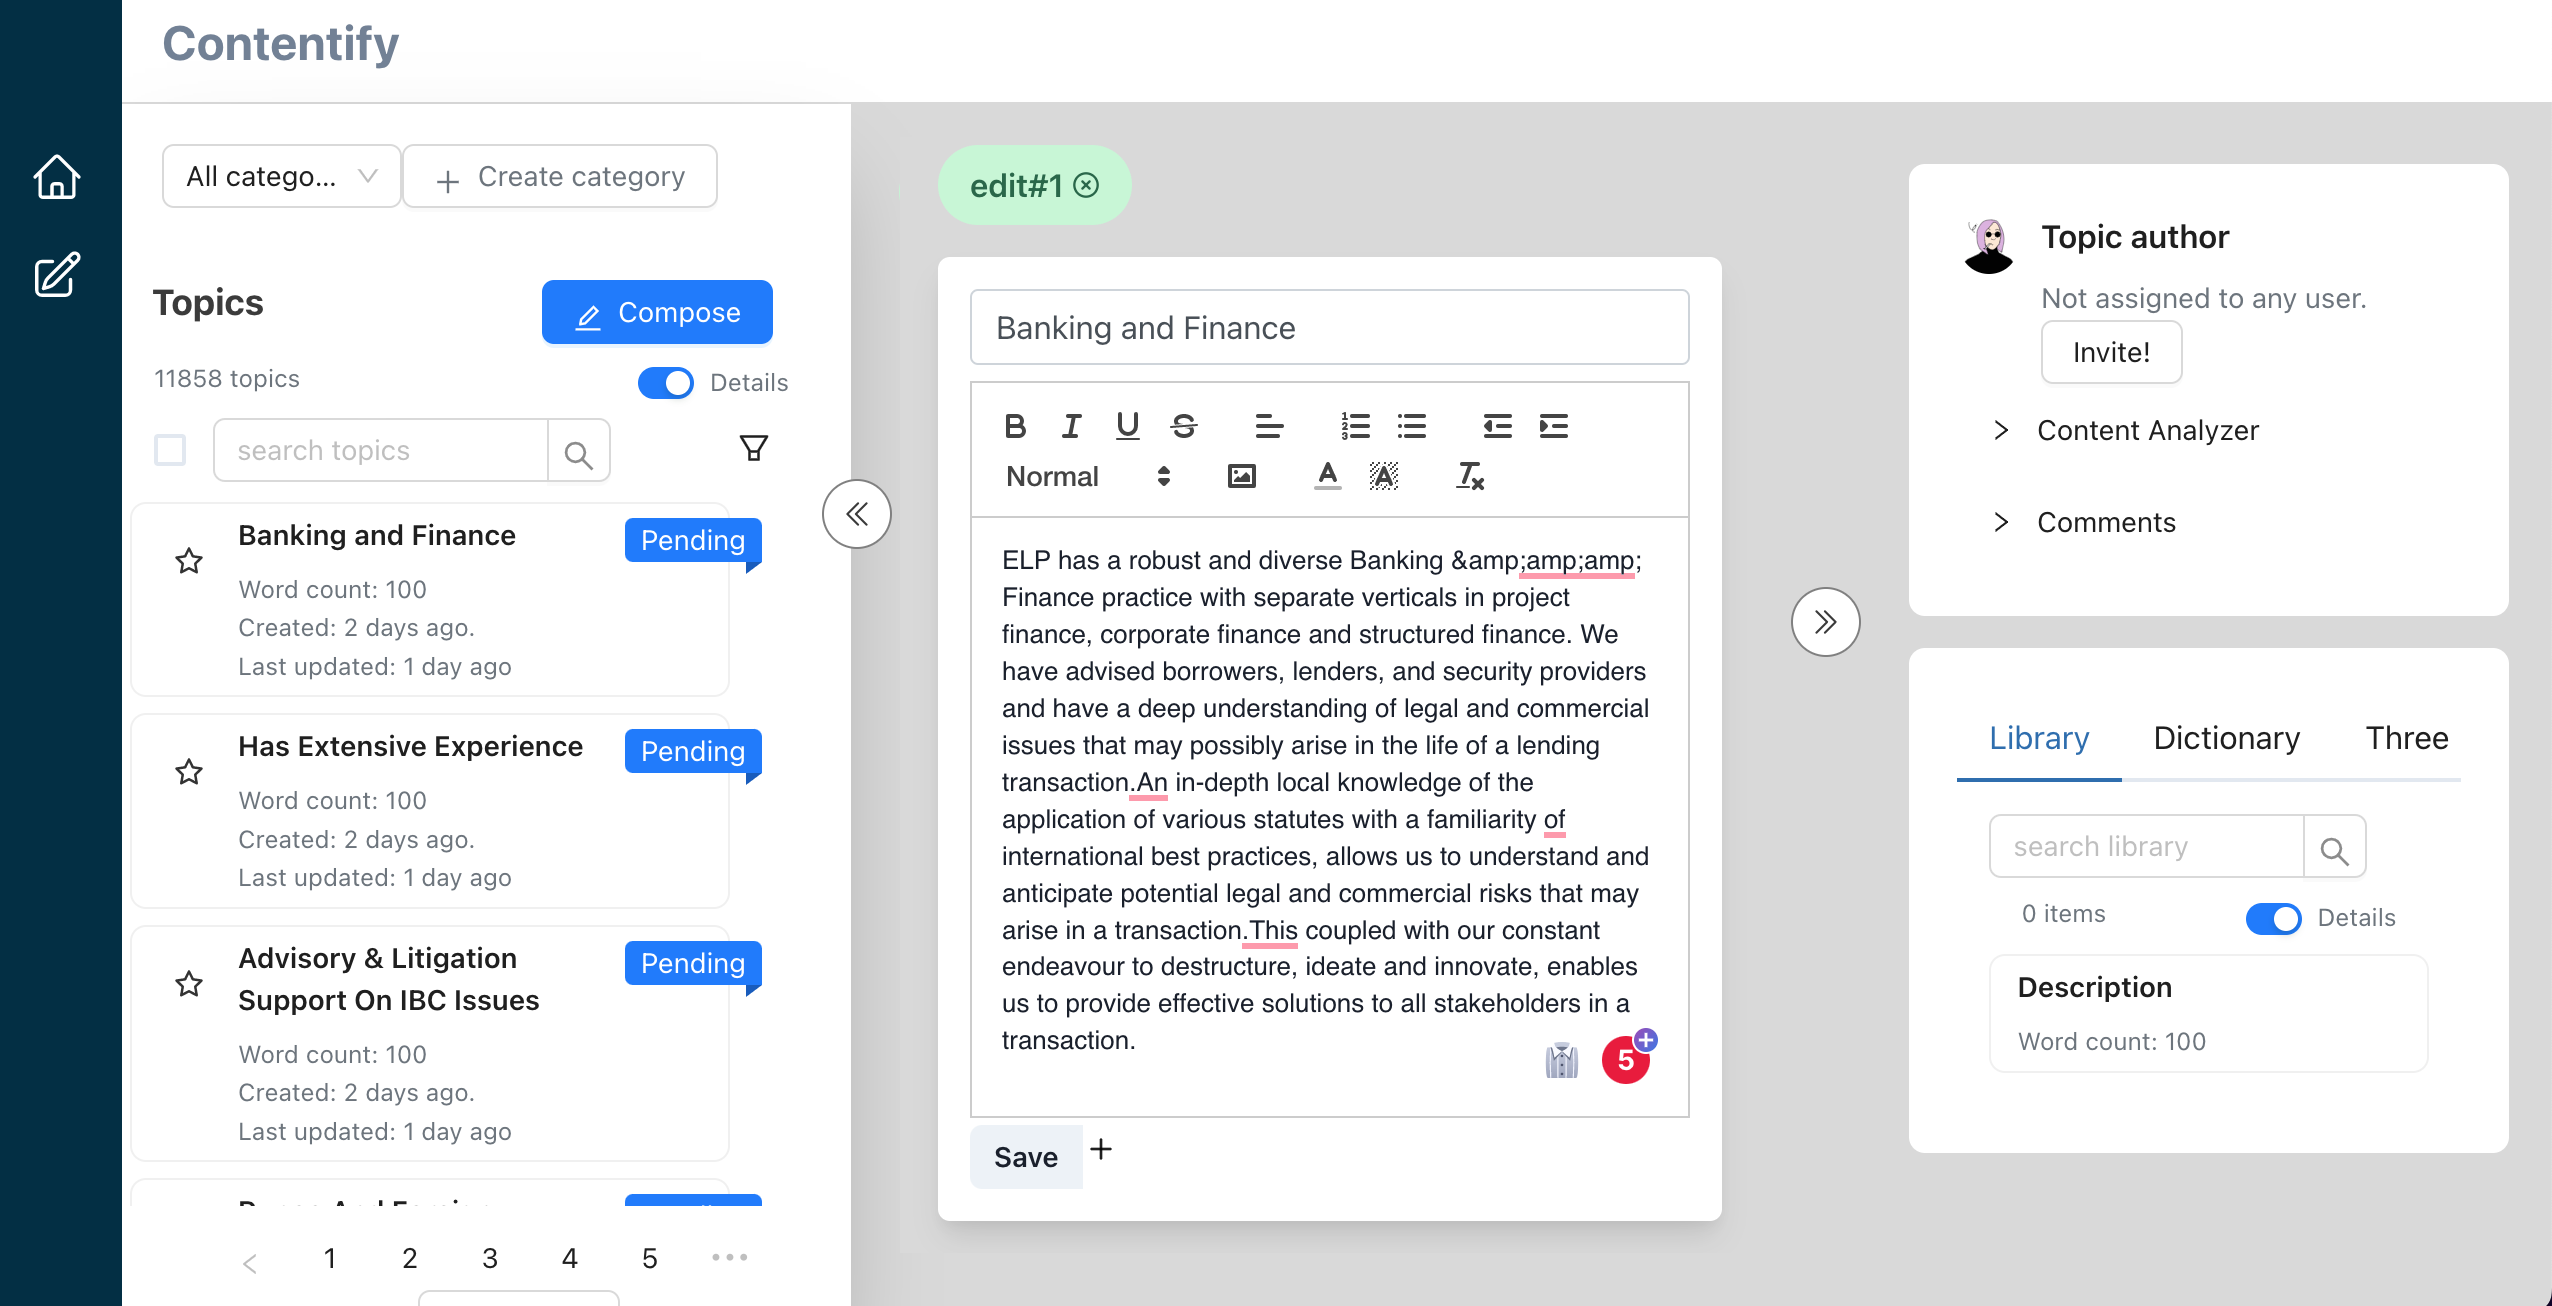 Contentify
All catego...
Create category
Topics
Compose
11858 topics
Details
search topics
Banking and Finance
Pending
Word count: 100
Created: 2 days ago.
Last updated: 1 day ago
Has Extensive Experience
Pending
Word count: 100
Created: 2 days ago.
Last updated: 1 day ago
Advisory & Litigation
Support On IBC Issues
Pending
Word count: 100
Created: 2 days ago.
Last updated: 1 day ago
1 2 3 4 5 •••
edit#1
Banking and Finance
B I U S
Normal
ELP has a robust and diverse Banking &amp;amp;amp;
Finance practice with separate verticals in project
finance, corporate finance and structured finance. We
have advised borrowers, lenders, and security providers
and have a deep understanding of legal and commercial
issues that may possibly arise in the life of a lending
transaction.An in-depth local knowledge of the
application of various statutes with a familiarity of
international best practices, allows us to understand and
anticipate potential legal and commercial risks that may
arise in a transaction.This coupled with our constant
endeavour to destructure, ideate and innovate, enables
us to provide effective solutions to all stakeholders in a
transaction.
5
Save
Topic author
Not assigned to any user.
Invite!
Content Analyzer
Comments
Library
Dictionary
Three
search library
0 items
Details
Description
Word count: 100